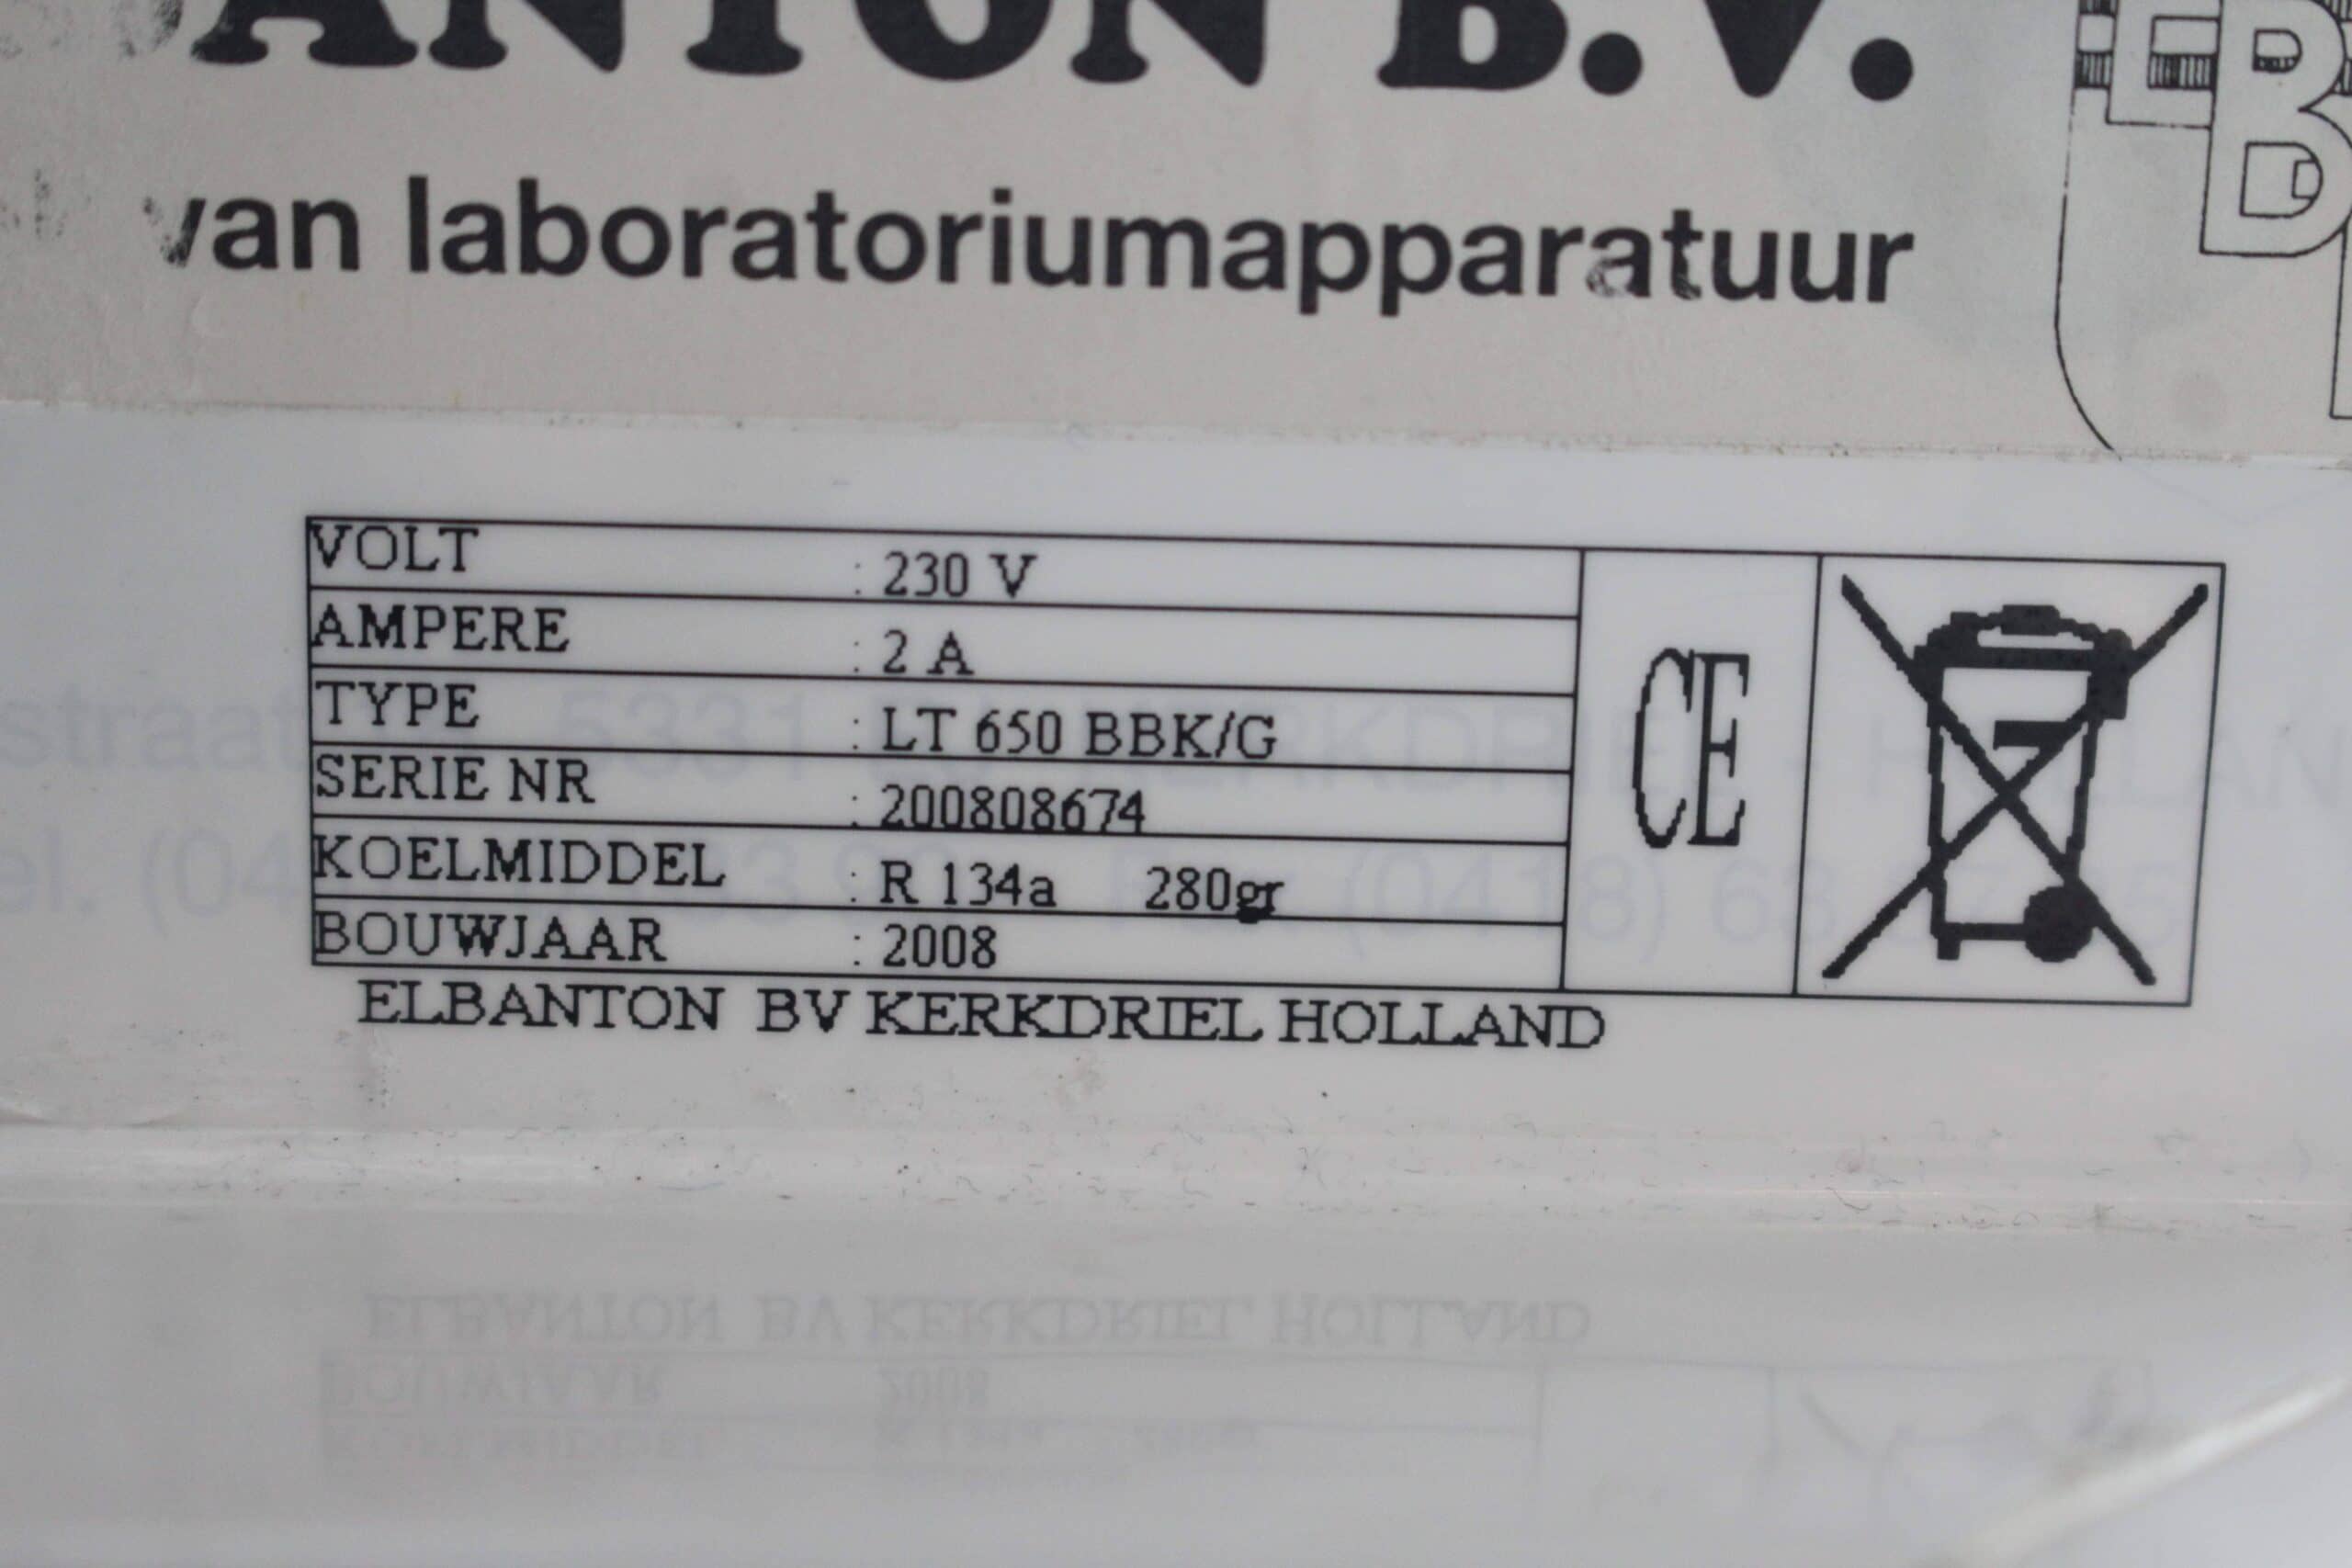 ANTON B.V.
van laboratoriumapparatuur
EB
VOLT : 230 V
AMPERE : 2 A
TYPE : LT 650 BBK/G
SERIE NR : 200808674
KOELMIDDEL : R 134a 280gr
BOUWJAAR : 2008
CE
ELBANTON BV KERKDRIEL HOLLAND